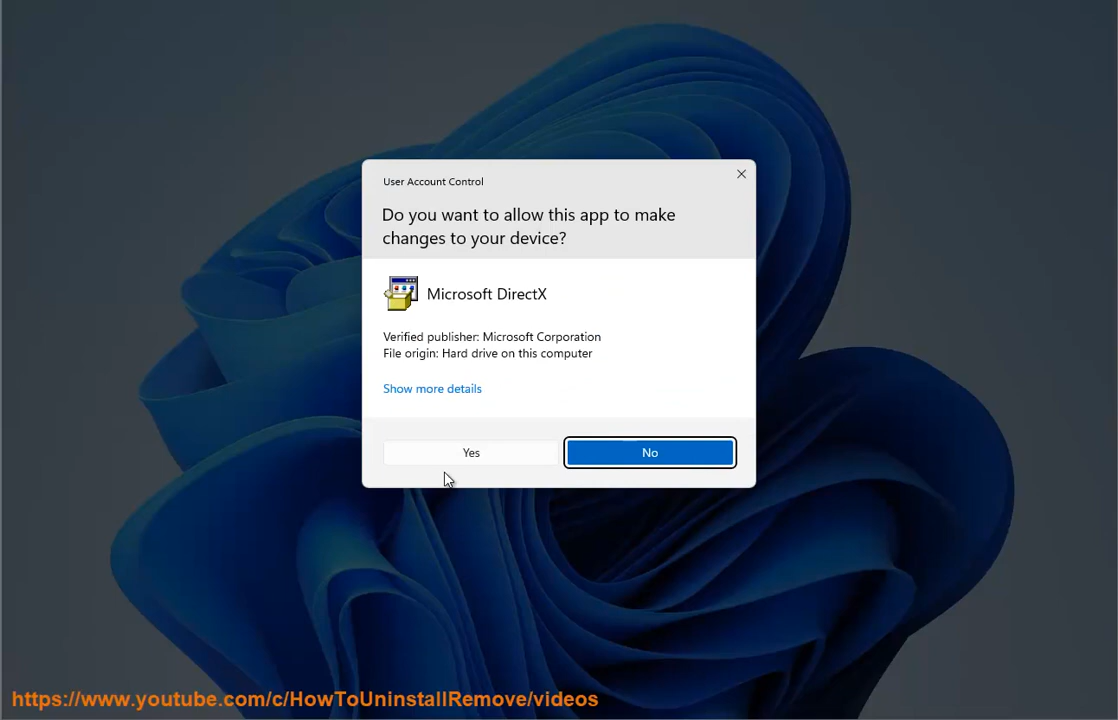 User Account Control
Do you want to allow this app to make
changes to your device?
Microsoft DirectX
Verified publisher: Microsoft Corporation
File origin: Hard drive on this computer
Show more details
Yes
No
https://www.youtube.com/c/HowToUninstallRemove/videos